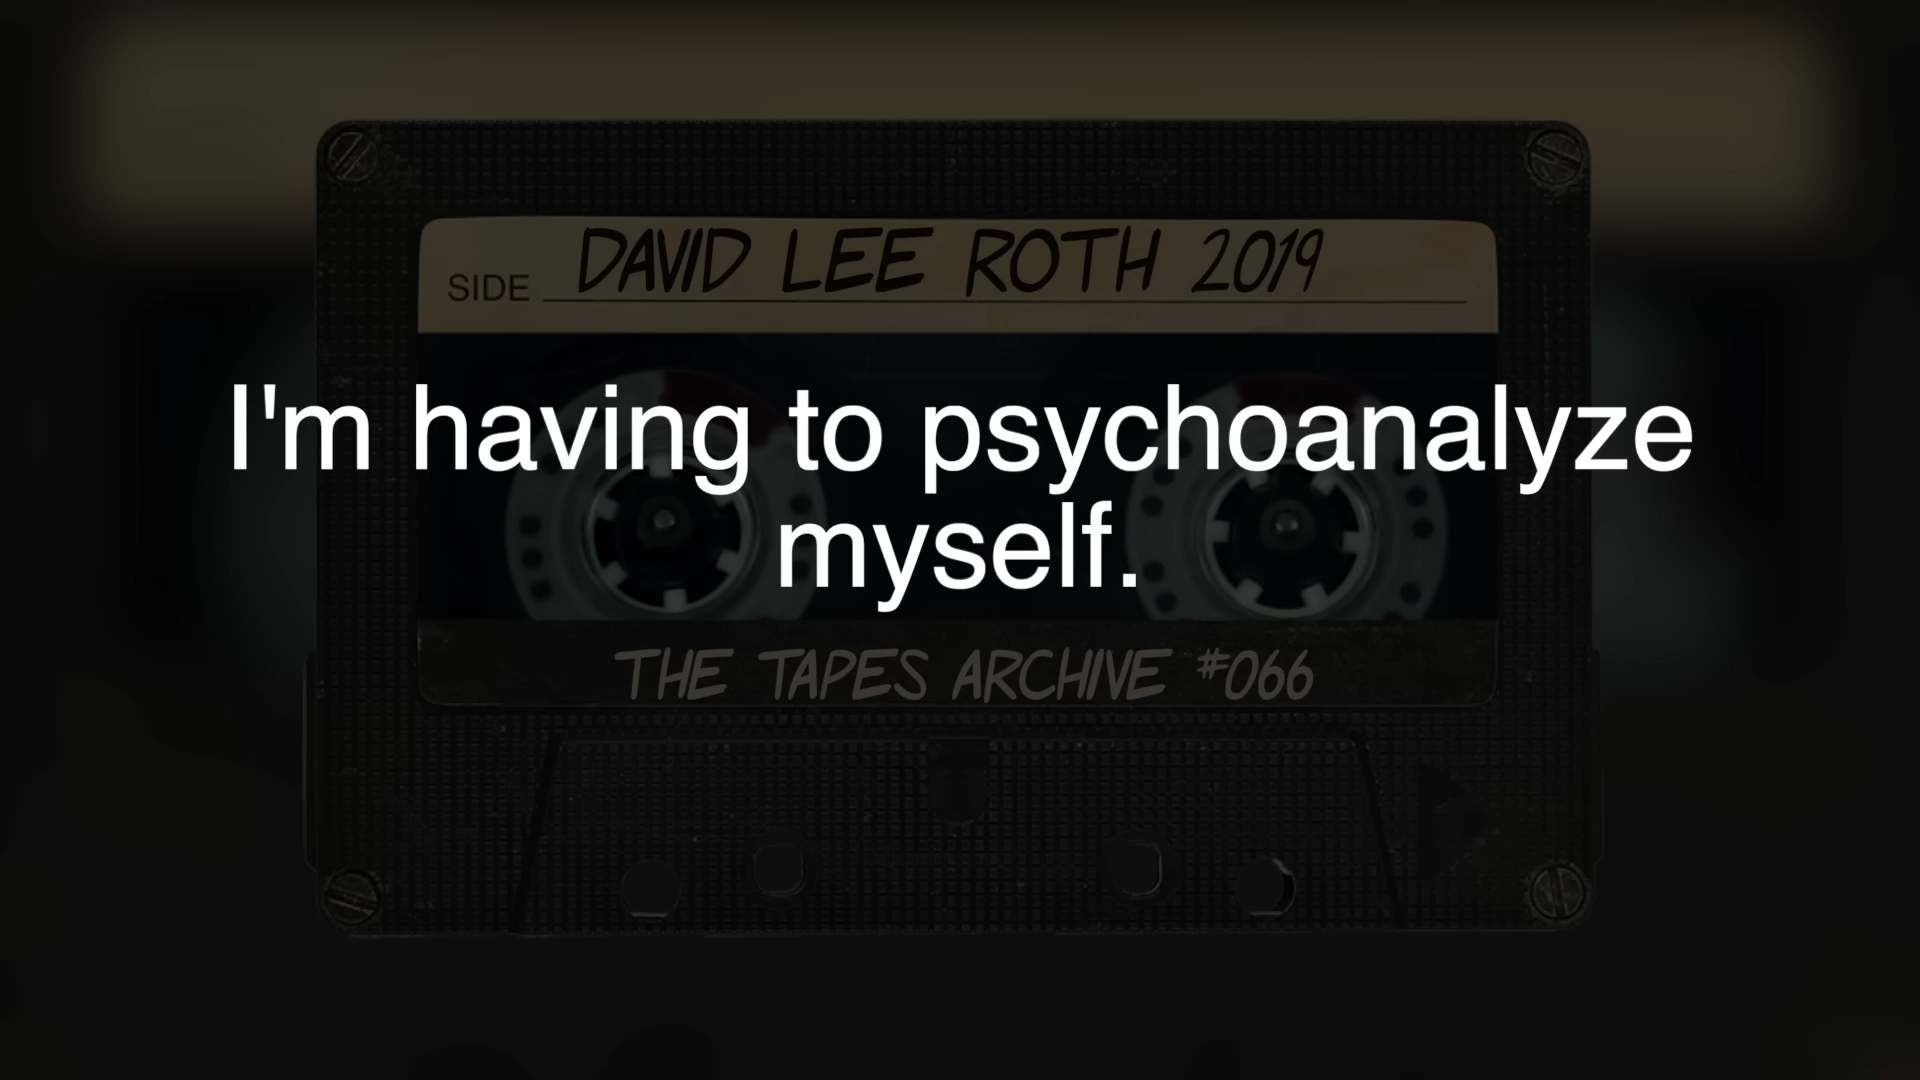 SIDE DAVID LEE ROTH 2019
I'm having to psychoanalyze
myself.
THE TAPES ARCHIVE #066